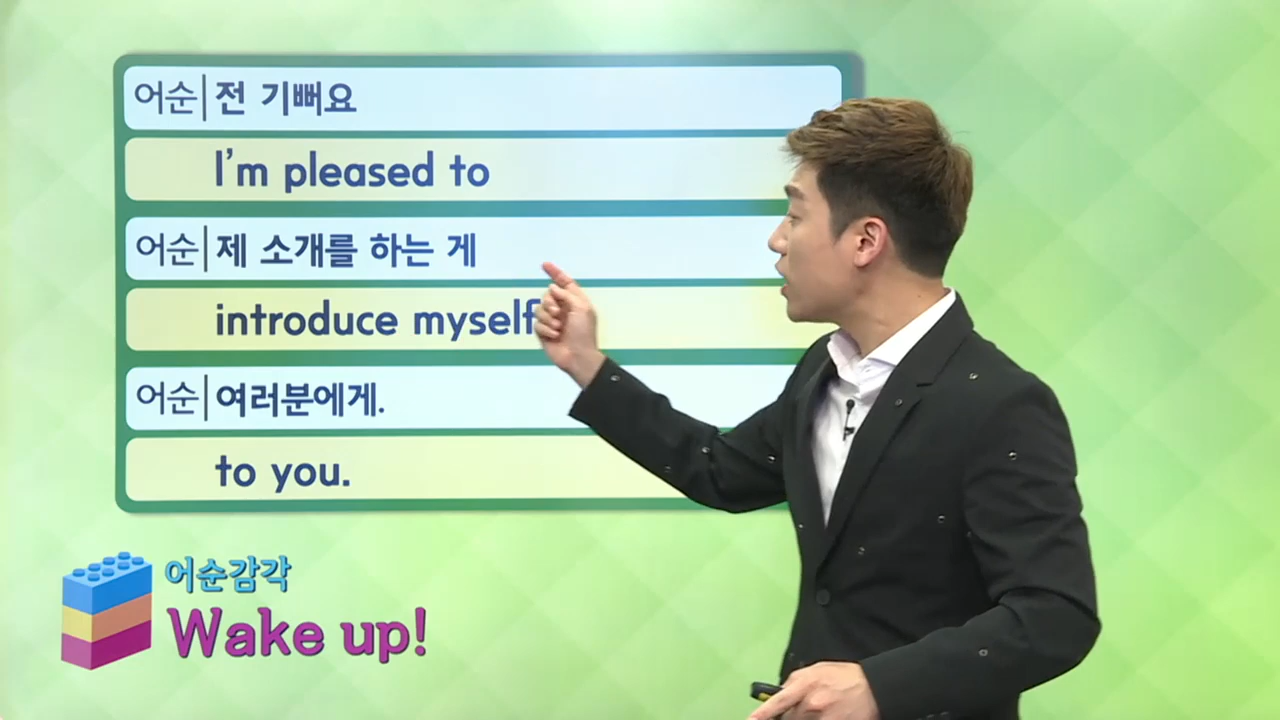 어순|전 기뻐요
I'm pleased to
어순|제 소개를 하는 게
introduce myself
어순|여러분에게.
to you.
어순감각
Wake up!